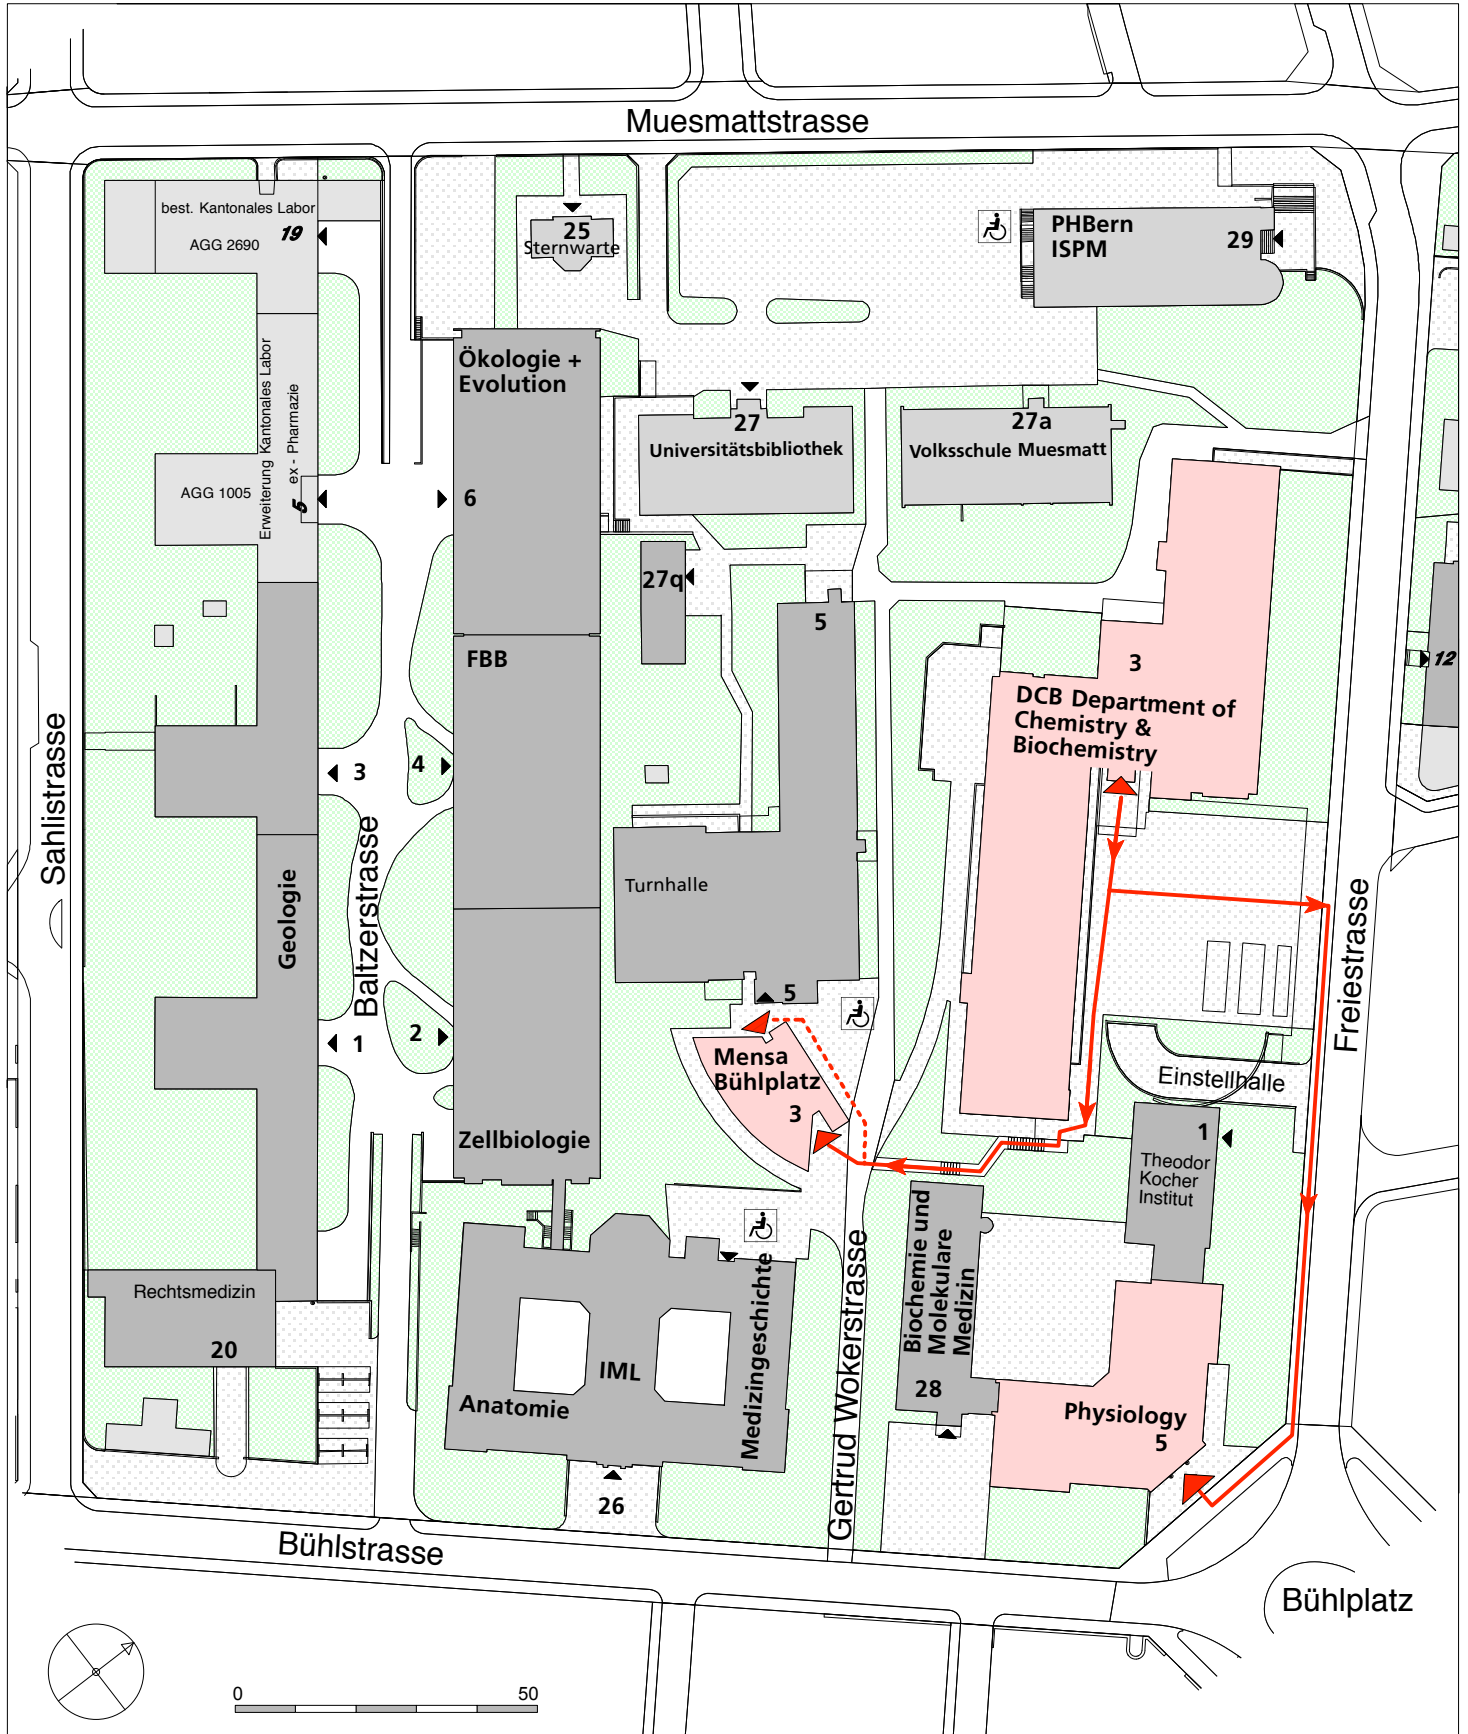 Muesmattstrasse
best. Kantonales Labor
AGG 2690
19
25
Sternwarte
PHBern
ISPM
29
Erweiterung Kantonales Labor
ex - Pharmazie
5
AGG 1005
Ökologie +
Evolution
6
27
Universitätsbibliothek
27a
Volksschule Muesmatt
27q
5
FBB
3
DCB Department of
Chemistry &
Biochemistry
12
Sahlistrasse
3
4
Baltzerstrasse
Geologie
Turnhalle
Freiestrasse
1
2
5
Mensa
Bühlplatz
3
Einstellhalle
Zellbiologie
1
Theodor
Kocher
Institut
Rechtsmedizin
20
IML
Anatomie
Medizingeschichte
26
Gertrud Wokerstrasse
Biochemie und
Molekulare
Medizin
28
Physiology
5
Bühlstrasse
Bühlplatz
0
50